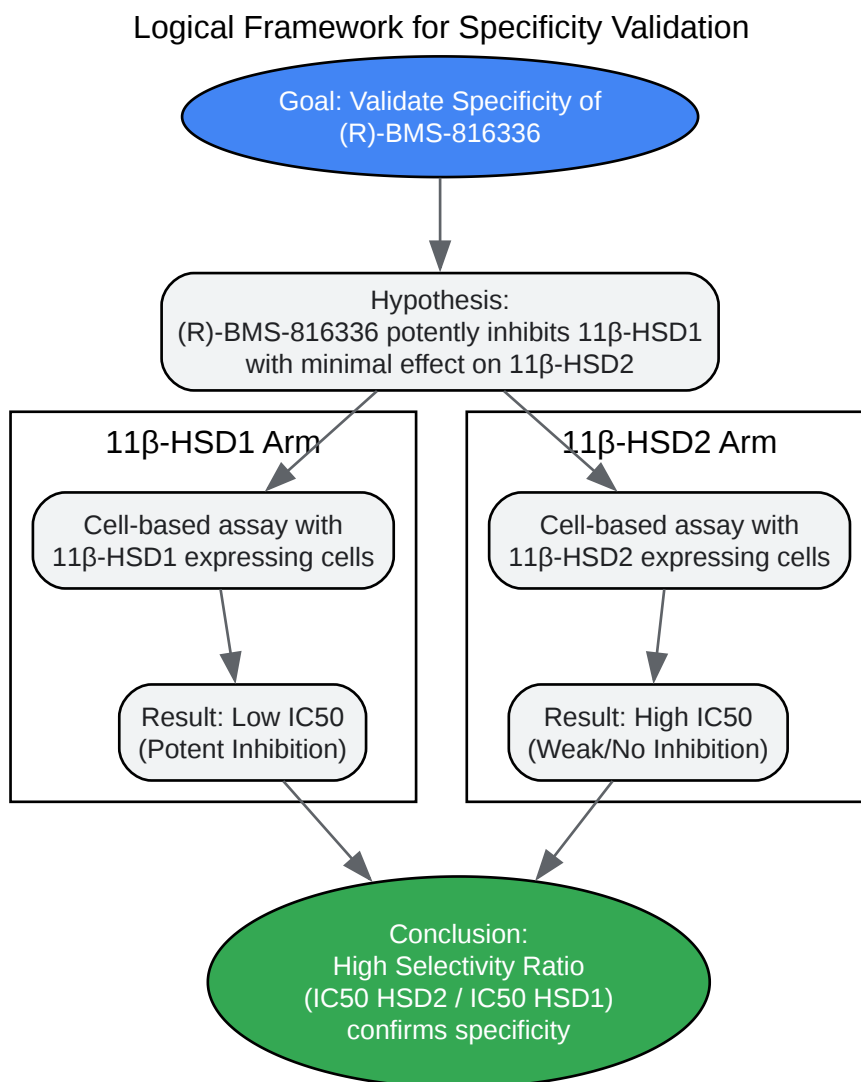 Logical Framework for Specificity Validation
Goal: Validate Specificity of
(R)-BMS-816336
Hypothesis:
(R)-BMS-816336 potently inhibits 11β-HSD1
with minimal effect on 11β-HSD2
11β-HSD1 Arm
Cell-based assay with
11β-HSD1 expressing cells
Result: Low IC50
(Potent Inhibition)
11β-HSD2 Arm
Cell-based assay with
11β-HSD2 expressing cells
Result: High IC50
(Weak/No Inhibition)
Conclusion:
High Selectivity Ratio
(IC50 HSD2 / IC50 HSD1)
confirms specificity